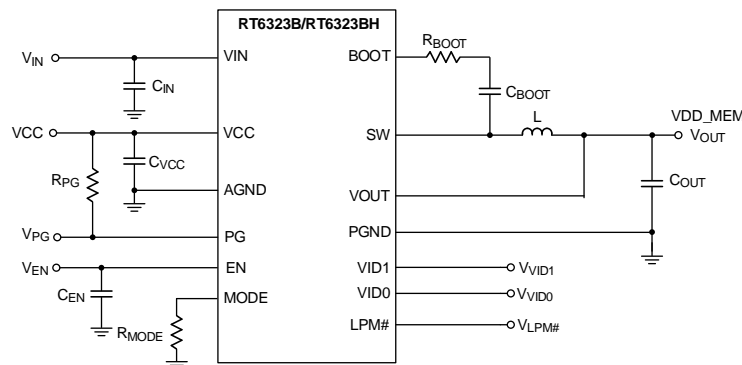 RT6323B/RT6323BH
VIN
VIN
CIN
VCC
VCC
CVCC
RPG
AGND
VPG
PG
VEN
EN
CEN
MODE
RMODE
BOOT
RBOOT
CBOOT
SW
L
VDD_MEM
VOUT
VOUT
COUT
PGND
VID1
VVID1
VID0
VVID0
LPM#
VLPM#